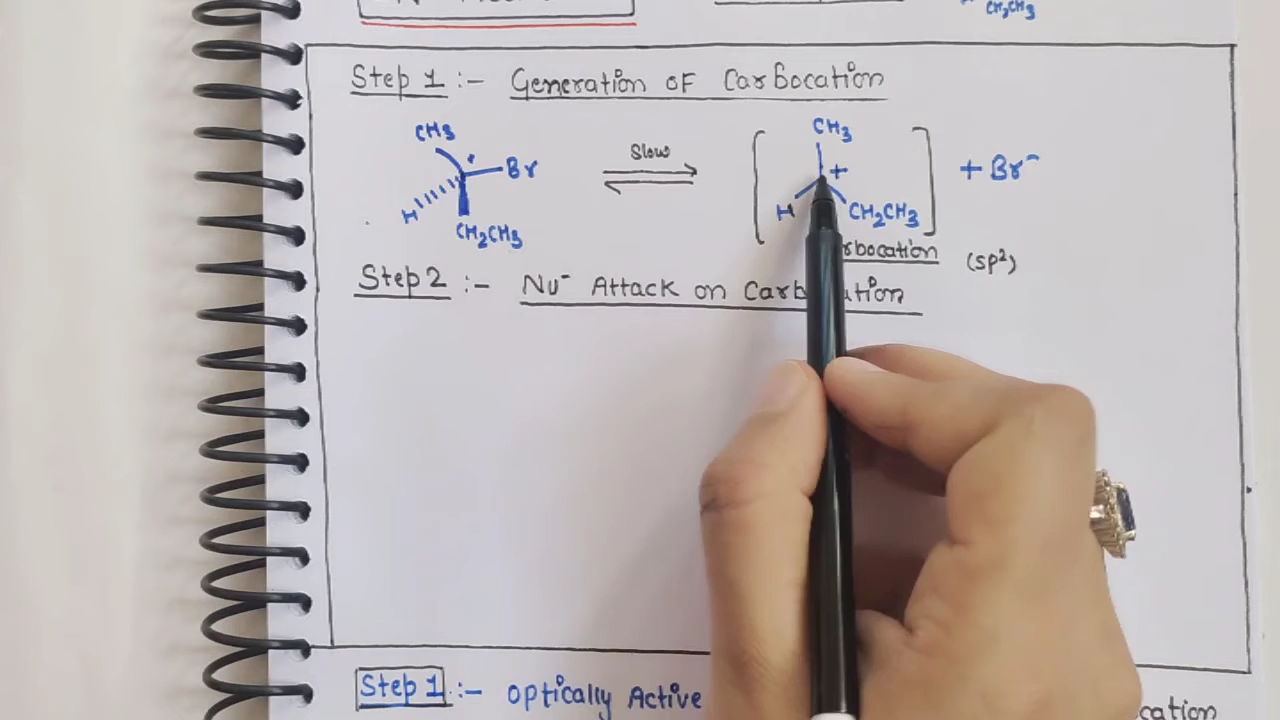 CH2CH3
Step 1 :- Generation of Carbocation
CH3
Br
H
CH2CH3
Slow
CH3
+
H
CH2CH3
+ Br-
(sp2)
Step 2 :- Nu- Attack on
Step 1 :- Optically Active